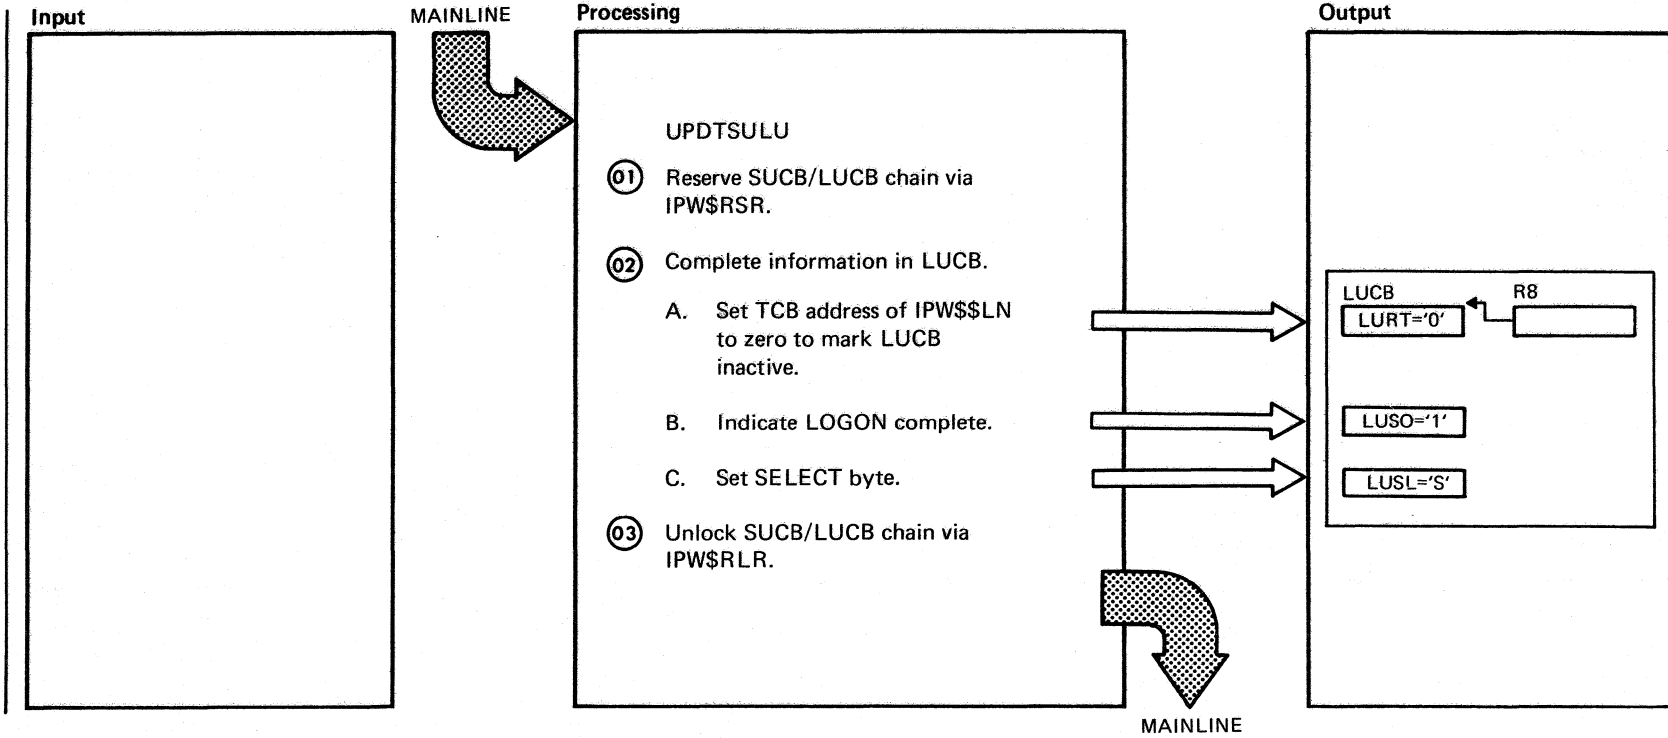 Input
MAINLINE
Processing
Output
UPDTSULU
01 Reserve SUCB/LUCB chain via
IPW$RSR.
02 Complete information in LUCB.
A. Set TCB address of IPW$$LN
to zero to mark LUCB
inactive.
B. Indicate LOGON complete.
C. Set SELECT byte.
03 Unlock SUCB/LUCB chain via
IPW$RLR.
MAINLINE
LUCB R8
LURT='0'
LUSO='1'
LUSL='S'